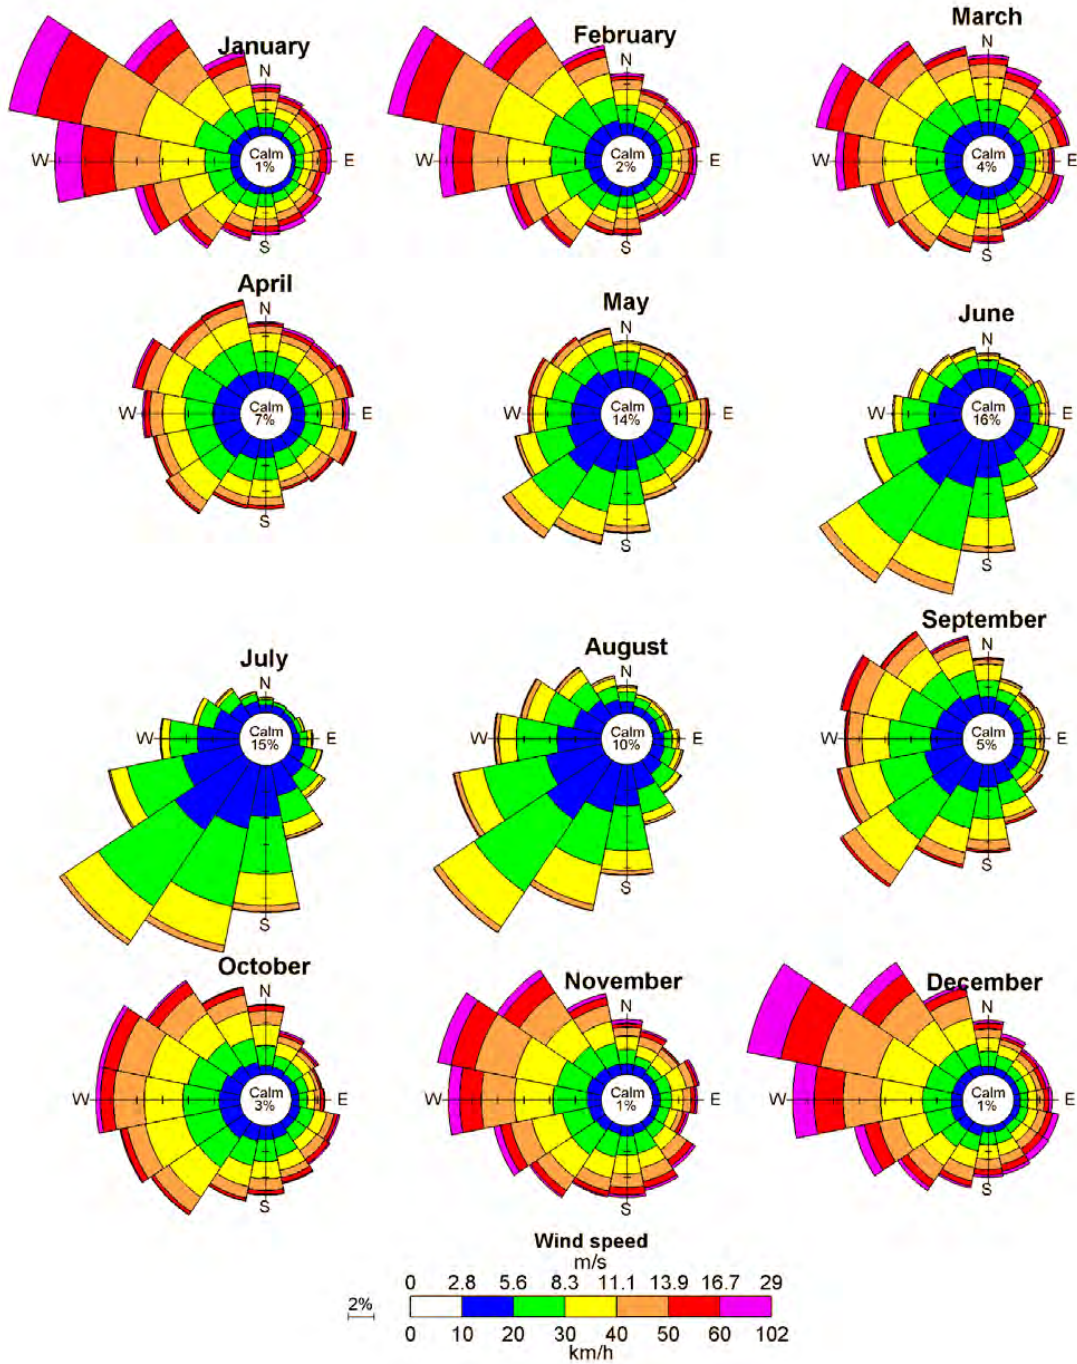 January
N
W
Calm
1%
E
S
February
N
W
Calm
2%
E
S
March
N
W
Calm
4%
E
S
April
N
W
Calm
7%
E
S
May
N
W
Calm
14%
E
S
June
N
W
Calm
16%
E
S
July
N
W
Calm
15%
E
S
August
N
W
Calm
10%
E
S
September
N
W
Calm
5%
E
S
October
N
W
Calm
3%
E
S
November
N
W
Calm
1%
E
S
December
N
W
Calm
1%
E
S
Wind speed
m/s
0 2.8 5.6 8.3 11.1 13.9 16.7 29
2%
0 10 20 30 40 50 60 102
km/h